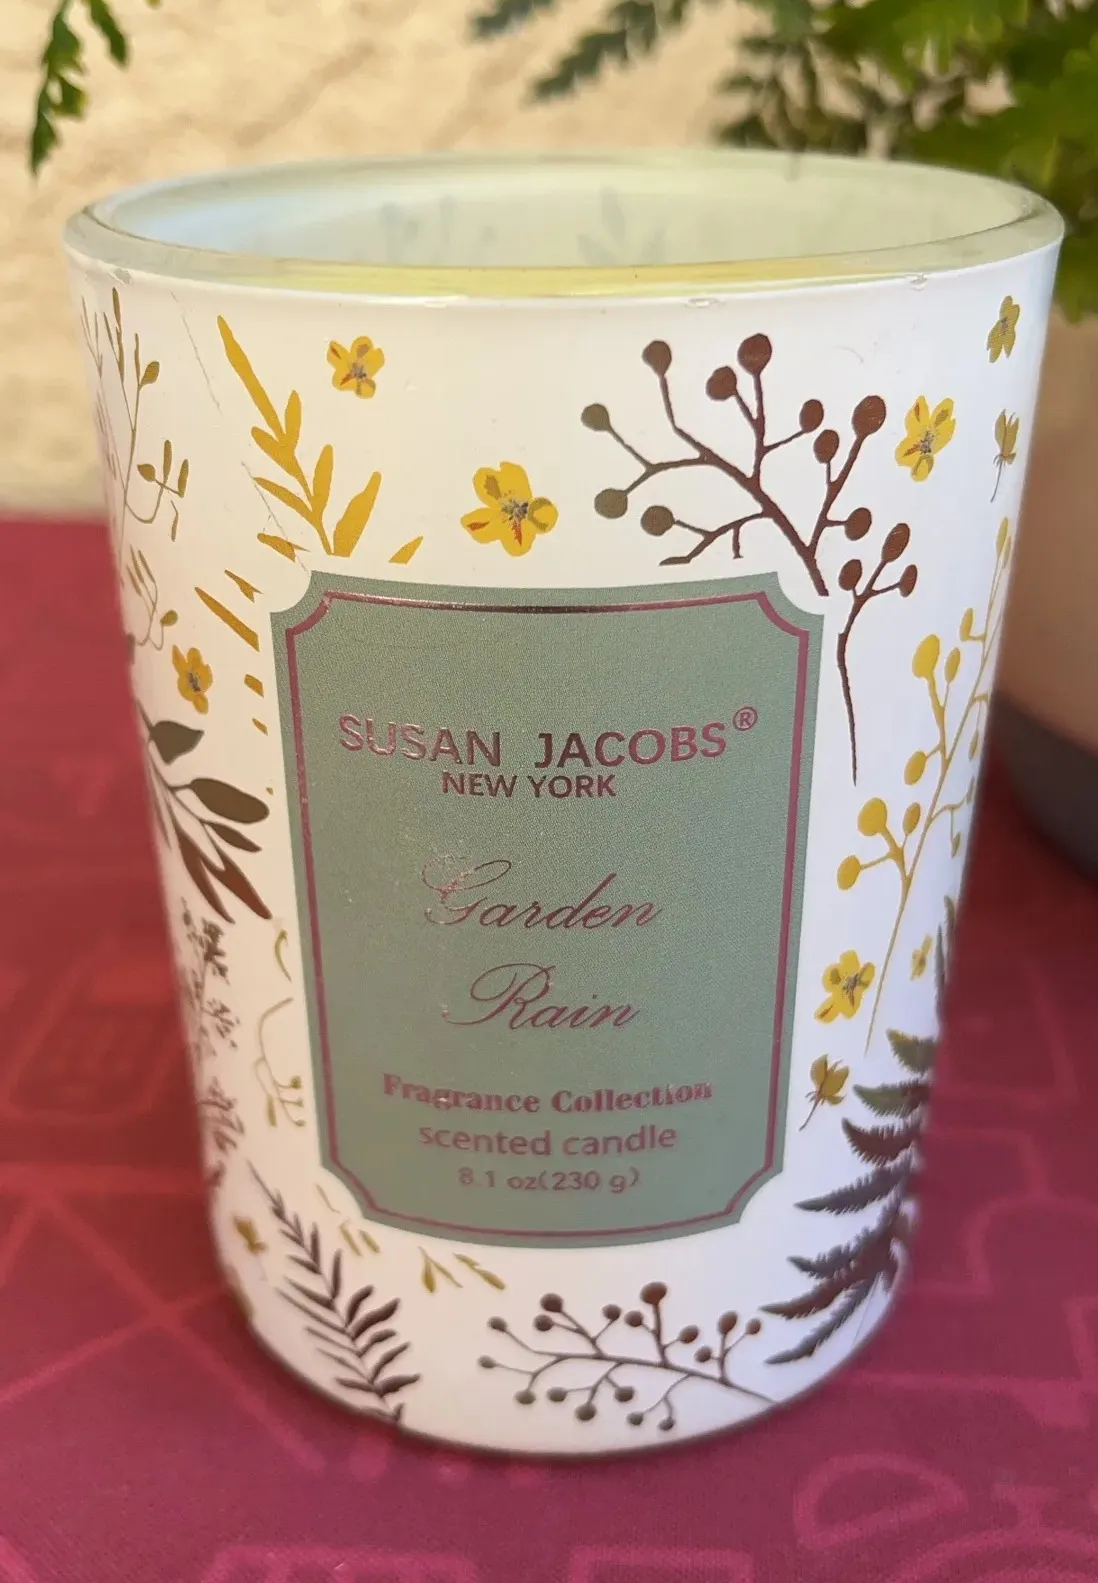 SUSAN JACOBS®
NEW YORK
Garden
Rain
Fragrance Collection
scented candle
8.1 oz(230 g)